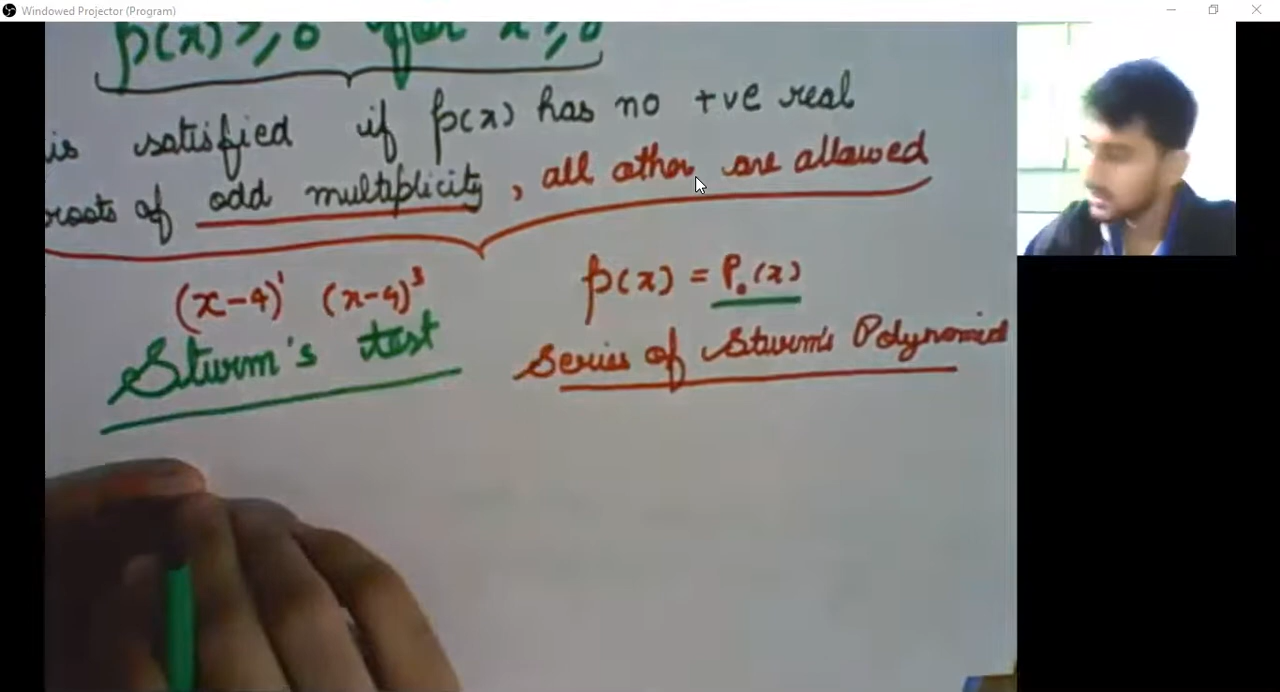 Windowed Projector (Program)
p(x) ≥ 0 for x ≥ 0
is satisfied if p(x) has no +ve real
roots of odd multiplicity, all other are allowed
(x-4)¹ (x-4)³ p(x) = P₀(x)
Sturm's test Series of Sturm's Polynomial